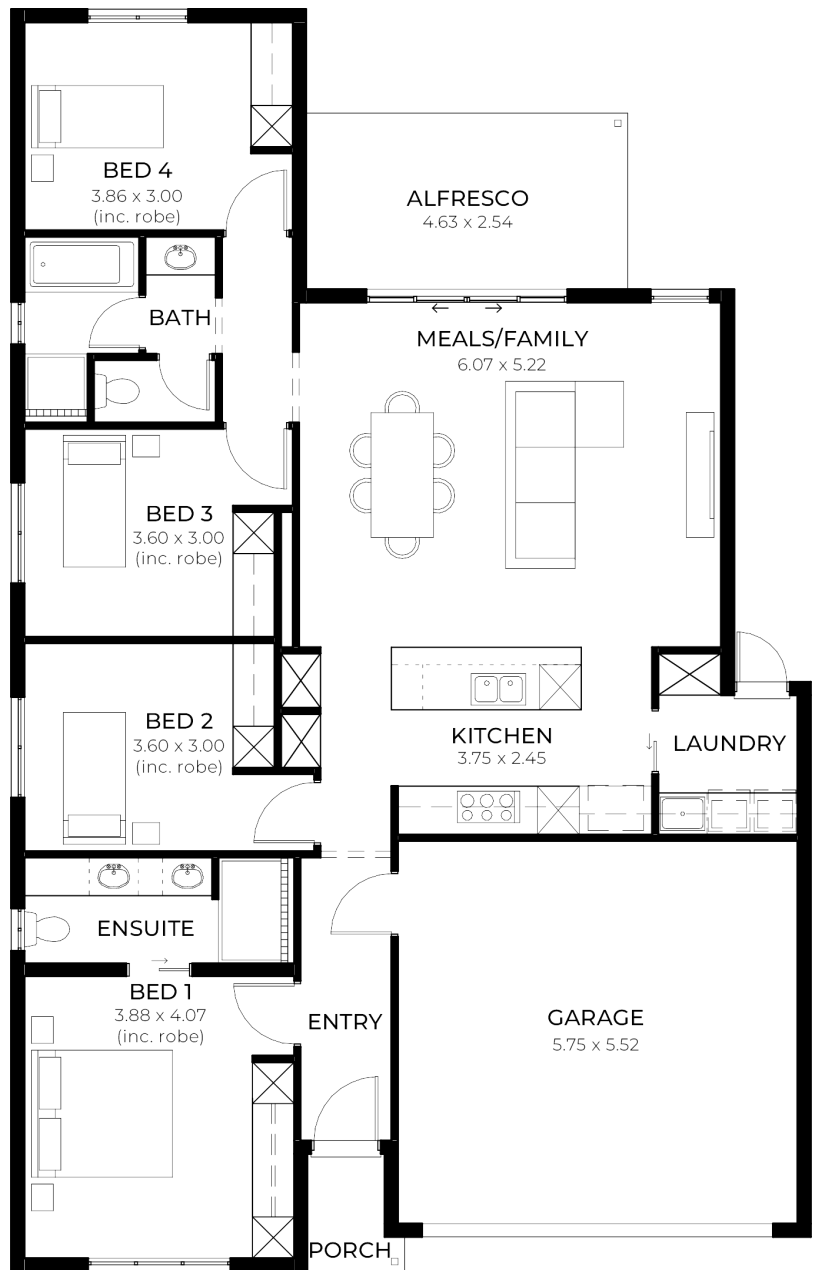 BED 4
3.86 x 3.00
(inc. robe)
ALFRESCO
4.63 x 2.54
BATH
MEALS/FAMILY
6.07 x 5.22
BED 3
3.60 x 3.00
(inc. robe)
BED 2
3.60 x 3.00
(inc. robe)
KITCHEN
3.75 x 2.45
LAUNDRY
ENSUITE
BED 1
3.88 x 4.07
(inc. robe)
ENTRY
GARAGE
5.75 x 5.52
PORCH